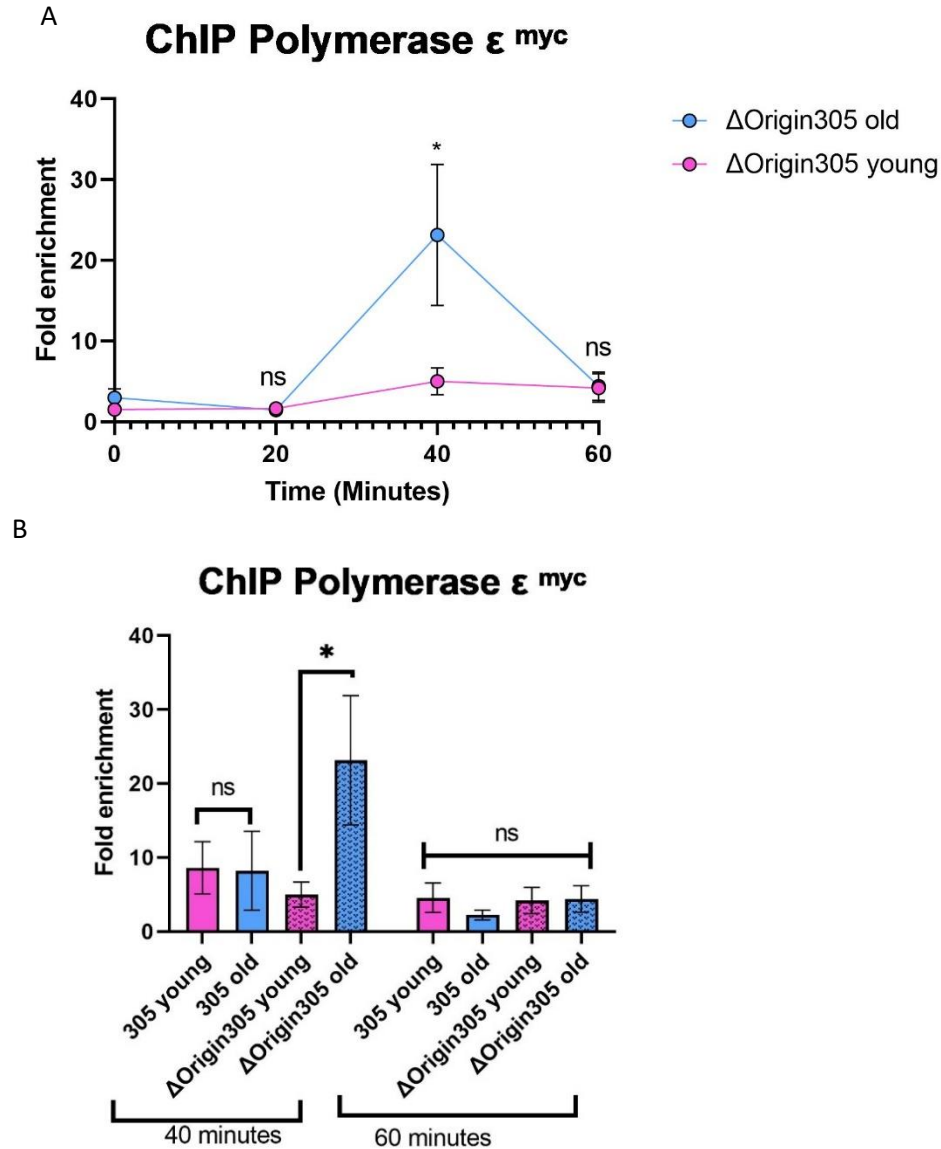 A
ChIP Polymerase ε myc
40
30
20
10
0
Fold enrichment
ns
*
ns
0 20 40 60
Time (Minutes)
ΔOrigin305 old
ΔOrigin305 young
B
ChIP Polymerase ε myc
40
30
20
10
0
Fold enrichment
ns
*
ns
305 young
305 old
ΔOrigin305 young
ΔOrigin305 old
305 young
305 old
ΔOrigin305 young
ΔOrigin305 old
40 minutes
60 minutes